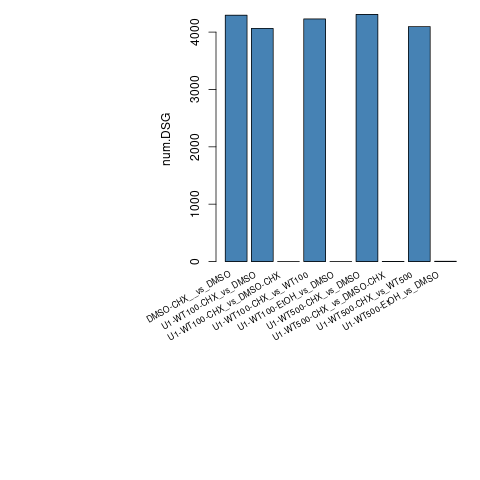 num.DSG
4000
3000
2000
1000
0
DMSO-CHX__vs_DMSO
U1-WT100-CHX_vs_DMSO
U1-WT100-CHX_vs_DMSO-CHX
U1-WT100-CHX_vs_WT100
U1-WT100-EtOH_vs_DMSO
U1-WT500-CHX_vs_DMSO
U1-WT500-CHX_vs_DMSO-CHX
U1-WT500-CHX_vs_WT500
U1-WT500-EtOH_vs_DMSO